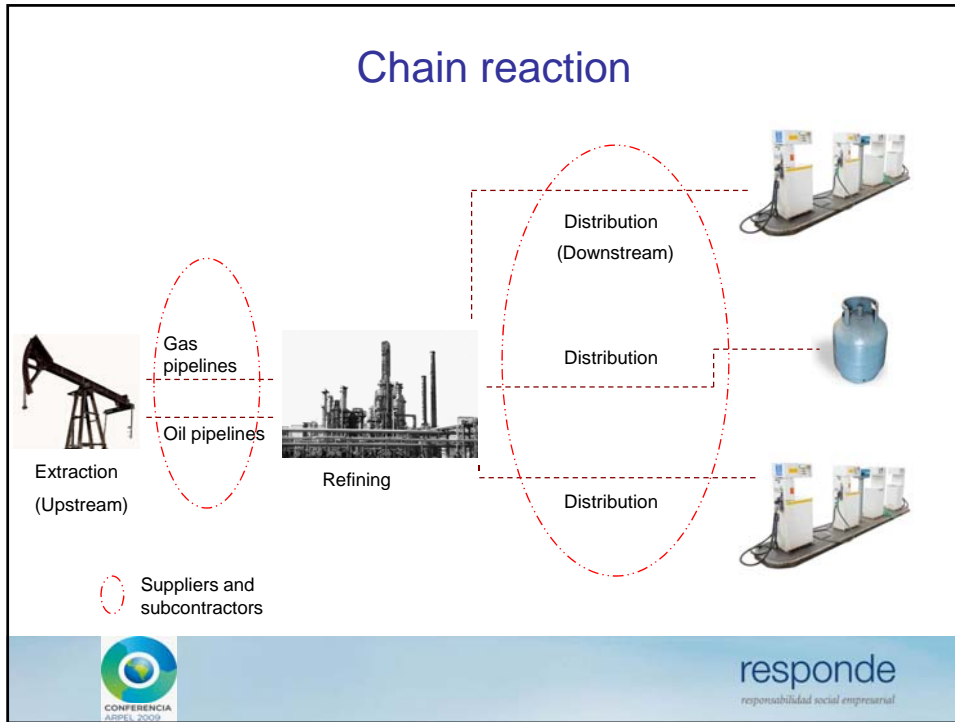 Chain reaction
Distribution
(Downstream)
Gas
pipelines
Distribution
Oil pipelines
Extraction
(Upstream)
Refining
Distribution
Suppliers and
subcontractors
CONFERENCIA
ARPEL 2009
responde
responsabilidad social empresarial